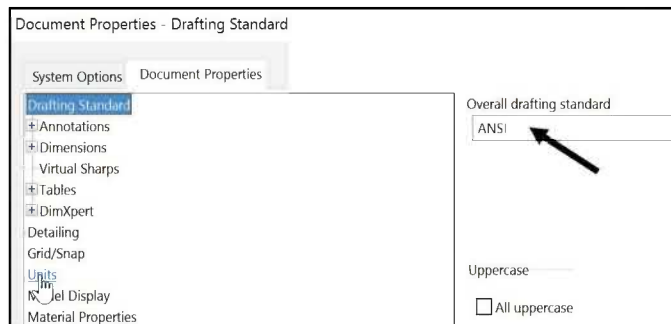 Document Properties - Drafting Standard
System Options Document Properties
Drafting Standard
Annotations
Dimensions
Virtual Sharps
Tables
DimXpert
Detailing
Grid/Snap
Units
Display
Material Properties
Overall drafting standard
ANSI
Uppercase
All uppercase